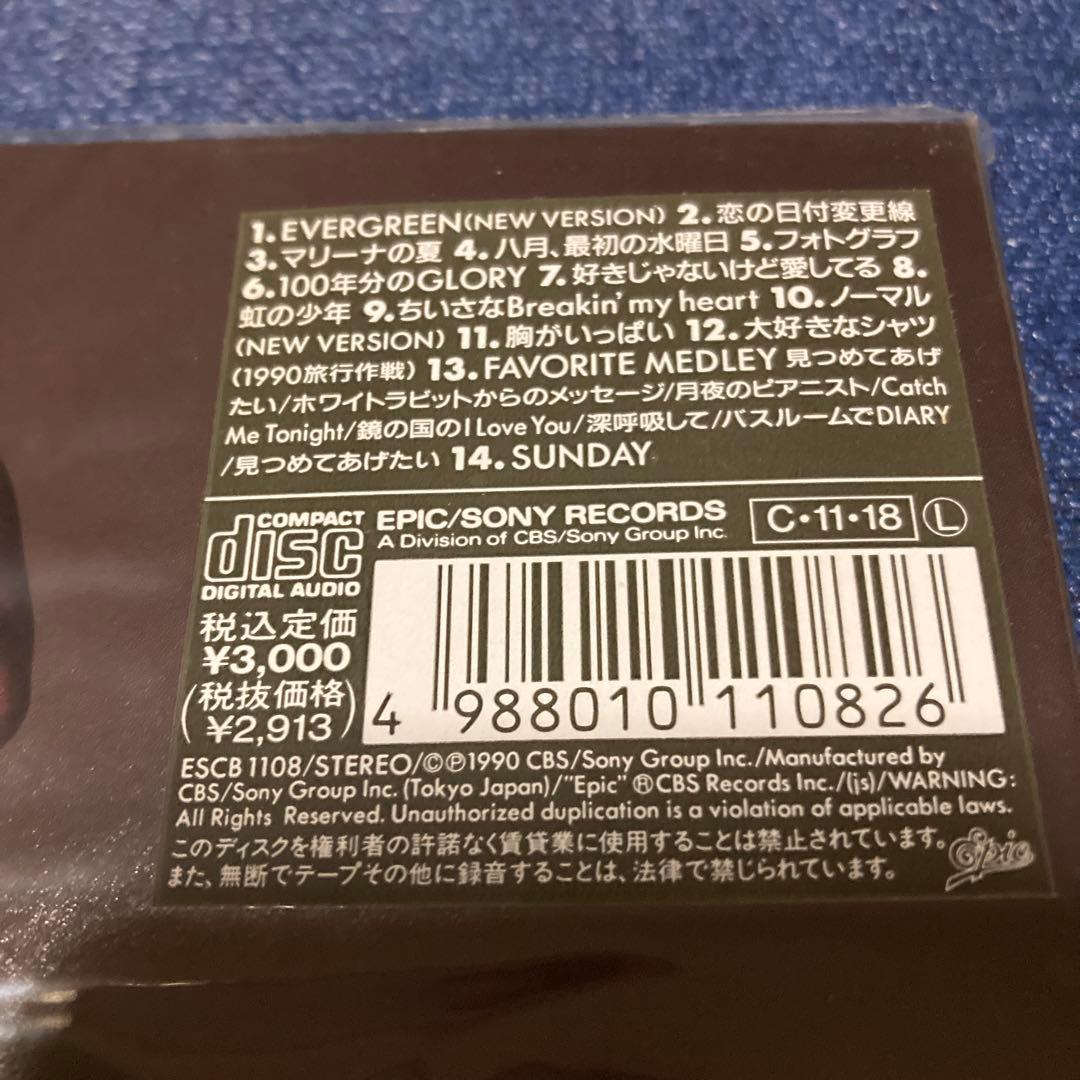 1.EVERGREEN(NEW VERSION) 2.恋の日付変更線
3.マリーナの夏 4.八月、最初の水曜日 5.フォトグラフ
6.100年分のGLORY 7.好きじゃないけど愛してる 8.
虹の少年 9.ちいさなBreakin' my heart 10.ノーマル
(NEW VERSION) 11.胸がいっぱい 12.大好きなシャツ
(1990旅行作戦) 13.FAVORITE MEDLEY 見つめてあげ
たい/ホワイトラビットからのメッセージ/月夜のピアニスト/Catch
Me Tonight/鏡の国のI Love You/深呼吸して/バスルームでDIARY
/見つめてあげたい 14.SUNDAY
COMPACT
disc
DIGITAL AUDIO
EPIC/SONY RECORDS
A Division of CBS/Sony Group Inc.
C・11・18 Ⓛ
税込定価
¥3,000
(税抜価格
¥2,913)
4 988010 110826
ESCB 1108/STEREO/©℗1990 CBS/Sony Group Inc./Manufactured by
CBS/Sony Group Inc. (Tokyo Japan)/"Epic" ®CBS Records Inc./(js)/WARNING:
All Rights Reserved. Unauthorized duplication is a violation of applicable laws.
このディスクを権利者の許諾なく賃貸業に使用することは禁止されています。
また、無断でテープその他に録音することは、法律で禁じられています。
Epic